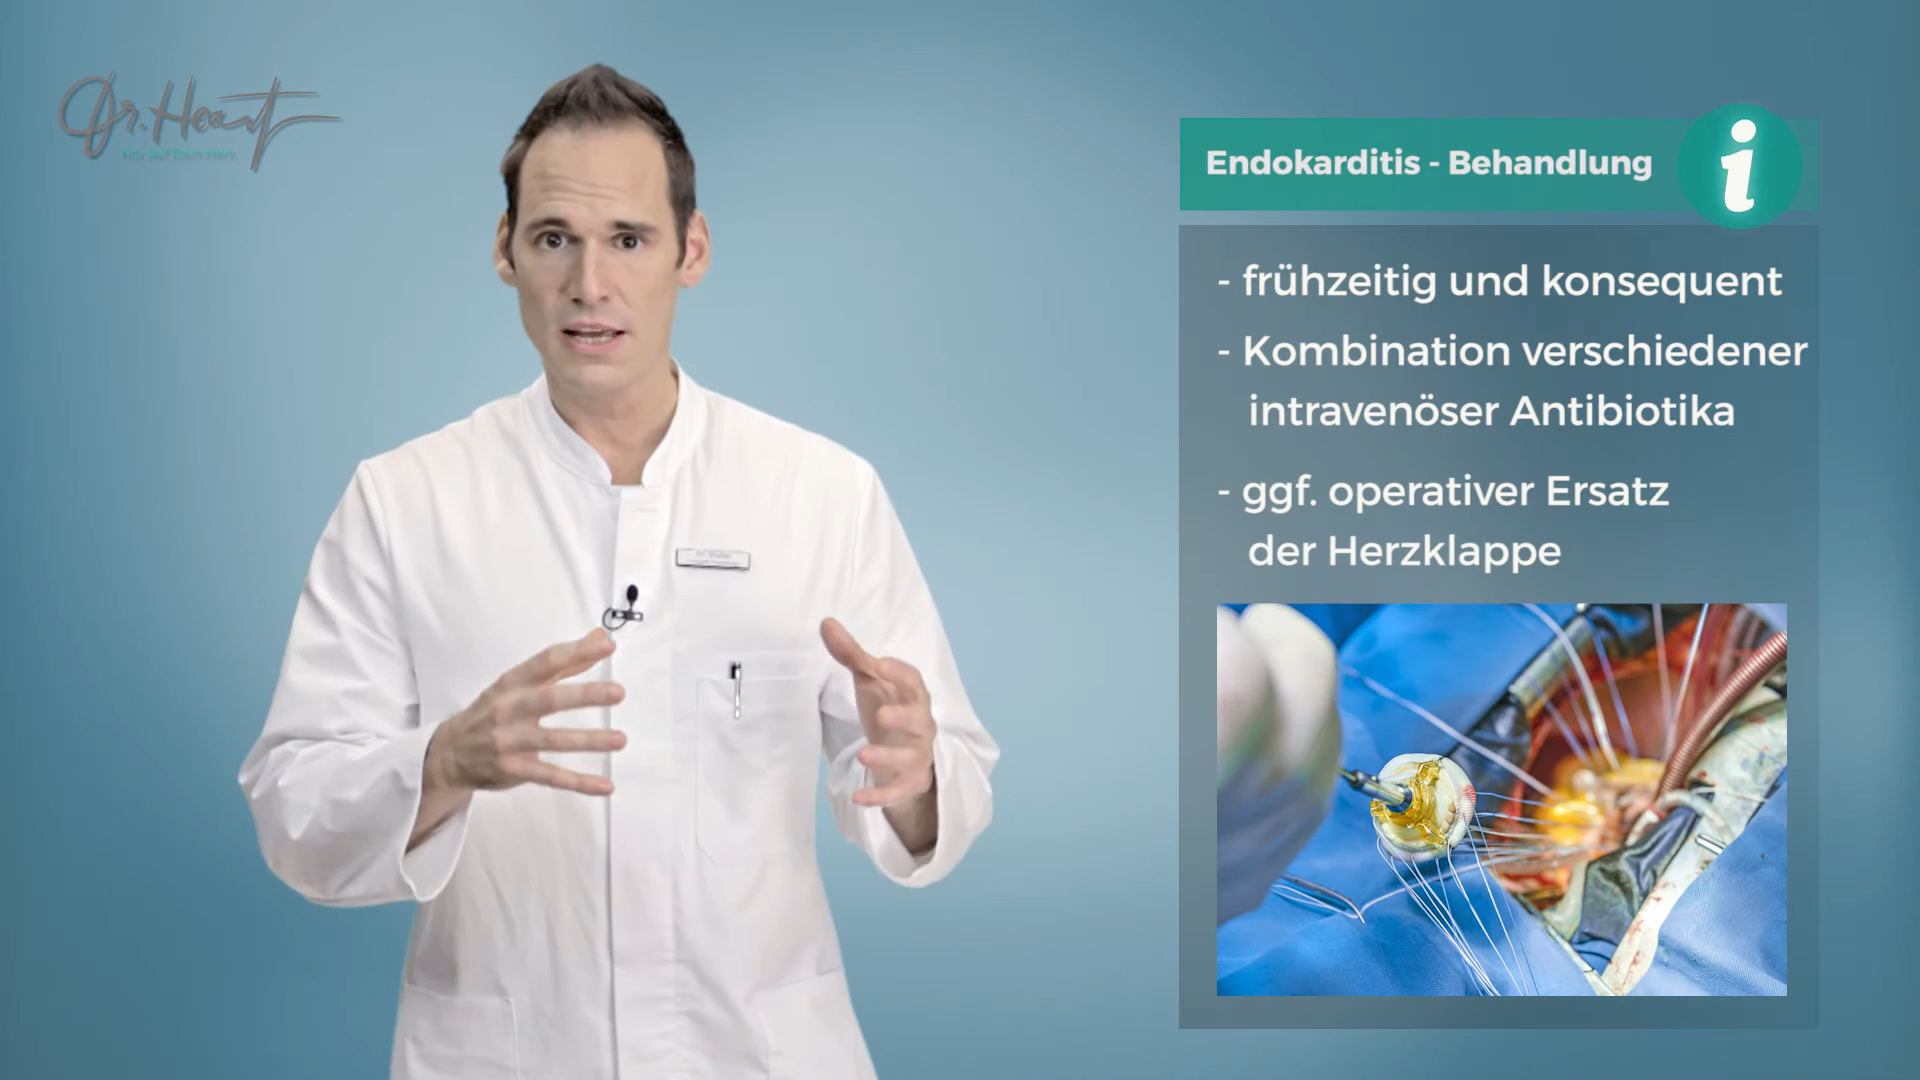 Dr. Heart
Endokarditis - Behandlung
i
- frühzeitig und konsequent
- Kombination verschiedener
intravenöser Antibiotika
- ggf. operativer Ersatz
der Herzklappe